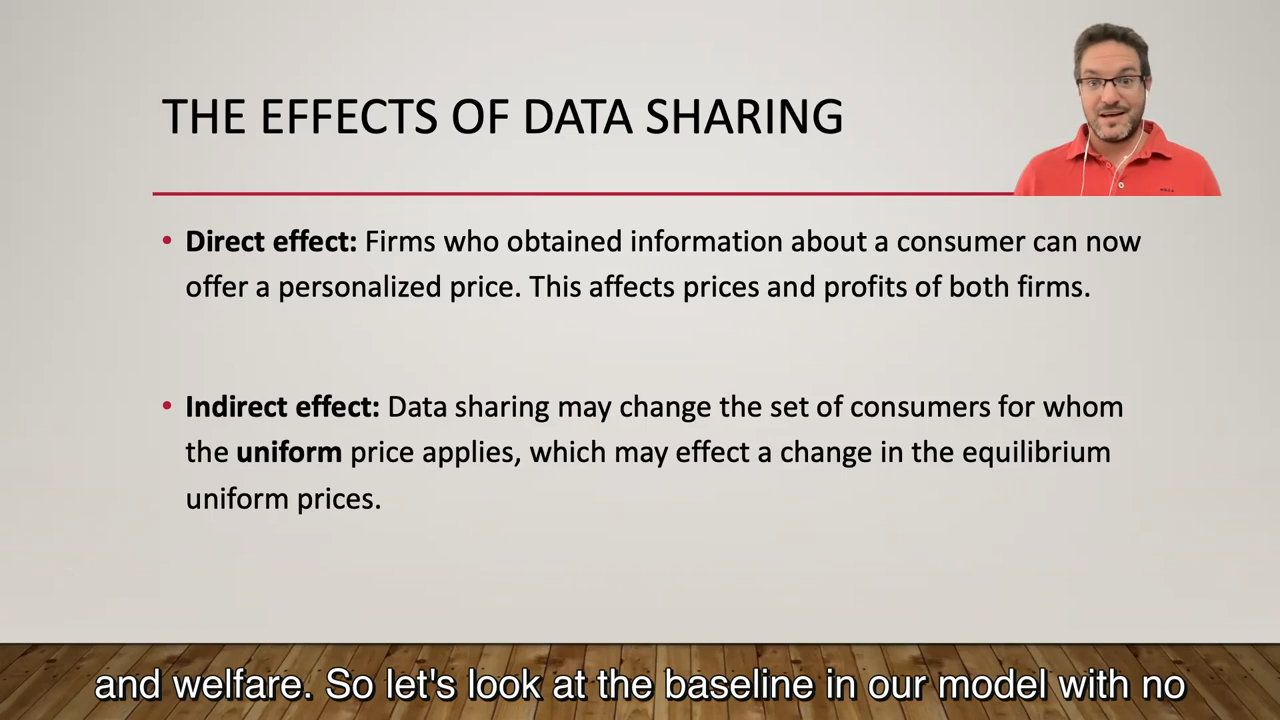 THE EFFECTS OF DATA SHARING
• Direct effect: Firms who obtained information about a consumer can now
offer a personalized price. This affects prices and profits of both firms.
• Indirect effect: Data sharing may change the set of consumers for whom
the uniform price applies, which may effect a change in the equilibrium
uniform prices.
and welfare. So let's look at the baseline in our model with no